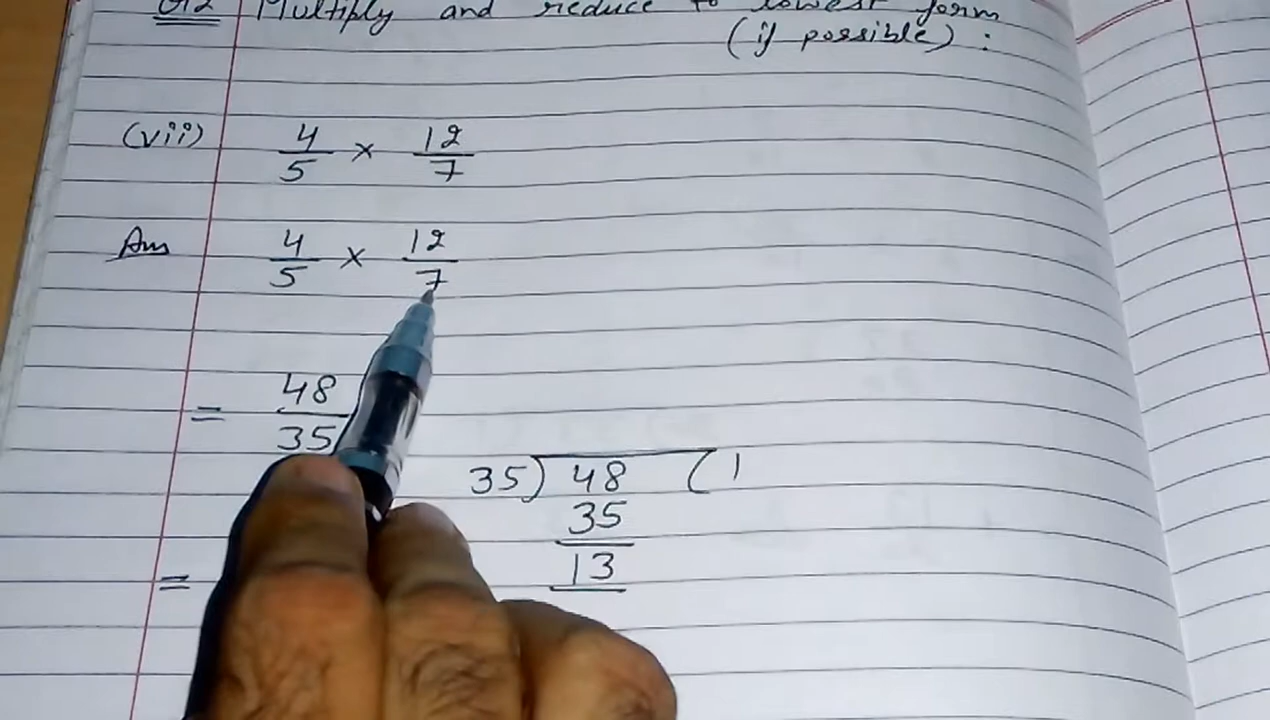 Q.2 Multiply and reduce to lowest form
(if possible) :
(vii) 4/5 × 12/7
Ans 4/5 × 12/7
= 48/35
35) 48 (1
35
13
=